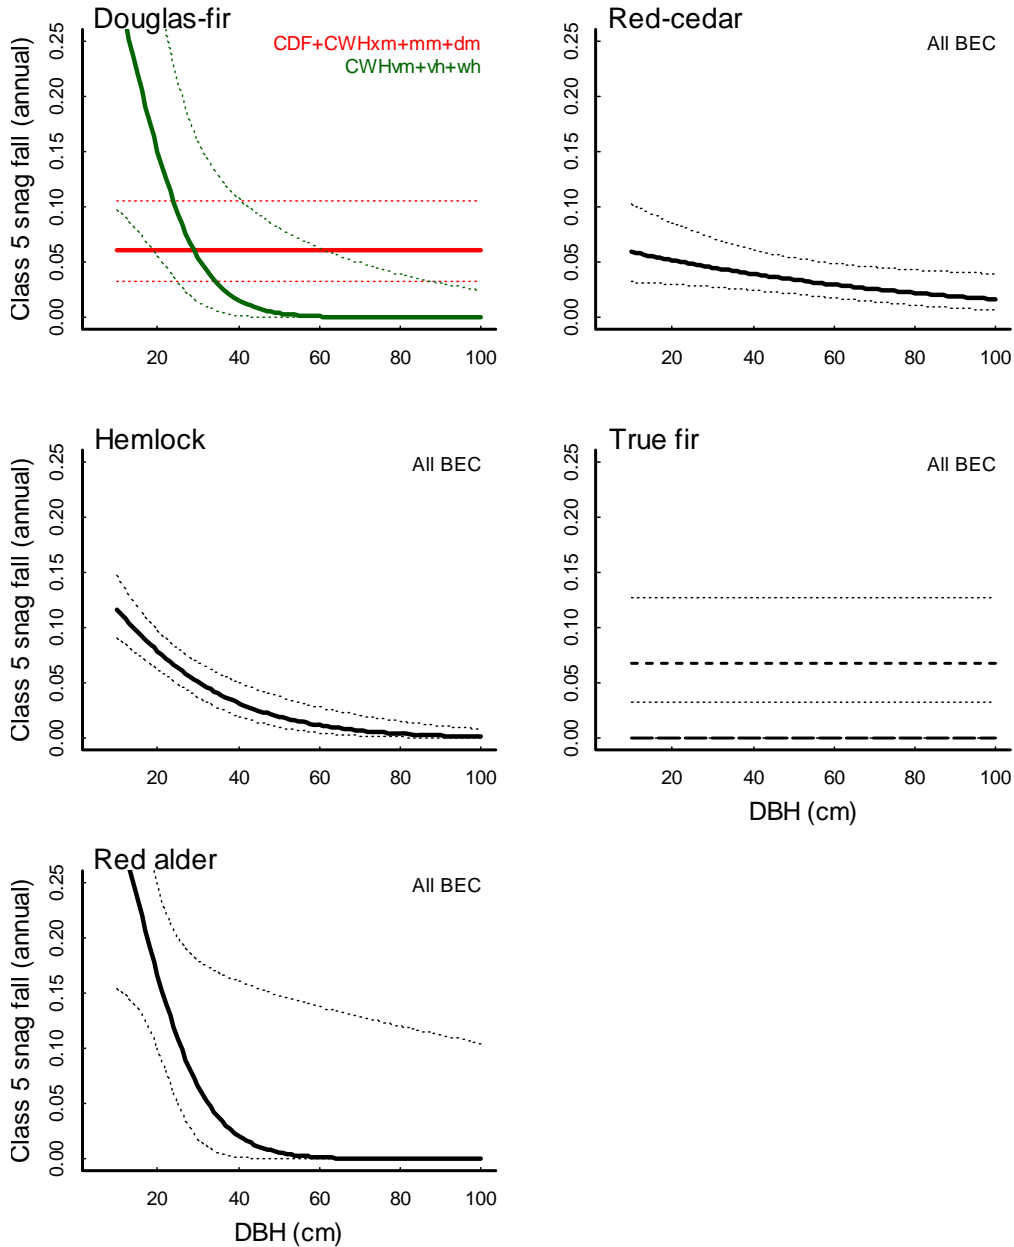 Douglas-fir
CDF+CWHxm+mm+dm
CWHvm+vh+wh
Class 5 snag fall (annual)
0.00 0.05 0.10 0.15 0.20 0.25
20 40 60 80 100
Red-cedar
All BEC
0.00 0.05 0.10 0.15 0.20 0.25
20 40 60 80 100
Hemlock
All BEC
Class 5 snag fall (annual)
0.00 0.05 0.10 0.15 0.20 0.25
20 40 60 80 100
True fir
All BEC
0.00 0.05 0.10 0.15 0.20 0.25
20 40 60 80 100
DBH (cm)
Red alder
All BEC
Class 5 snag fall (annual)
0.00 0.05 0.10 0.15 0.20 0.25
20 40 60 80 100
DBH (cm)